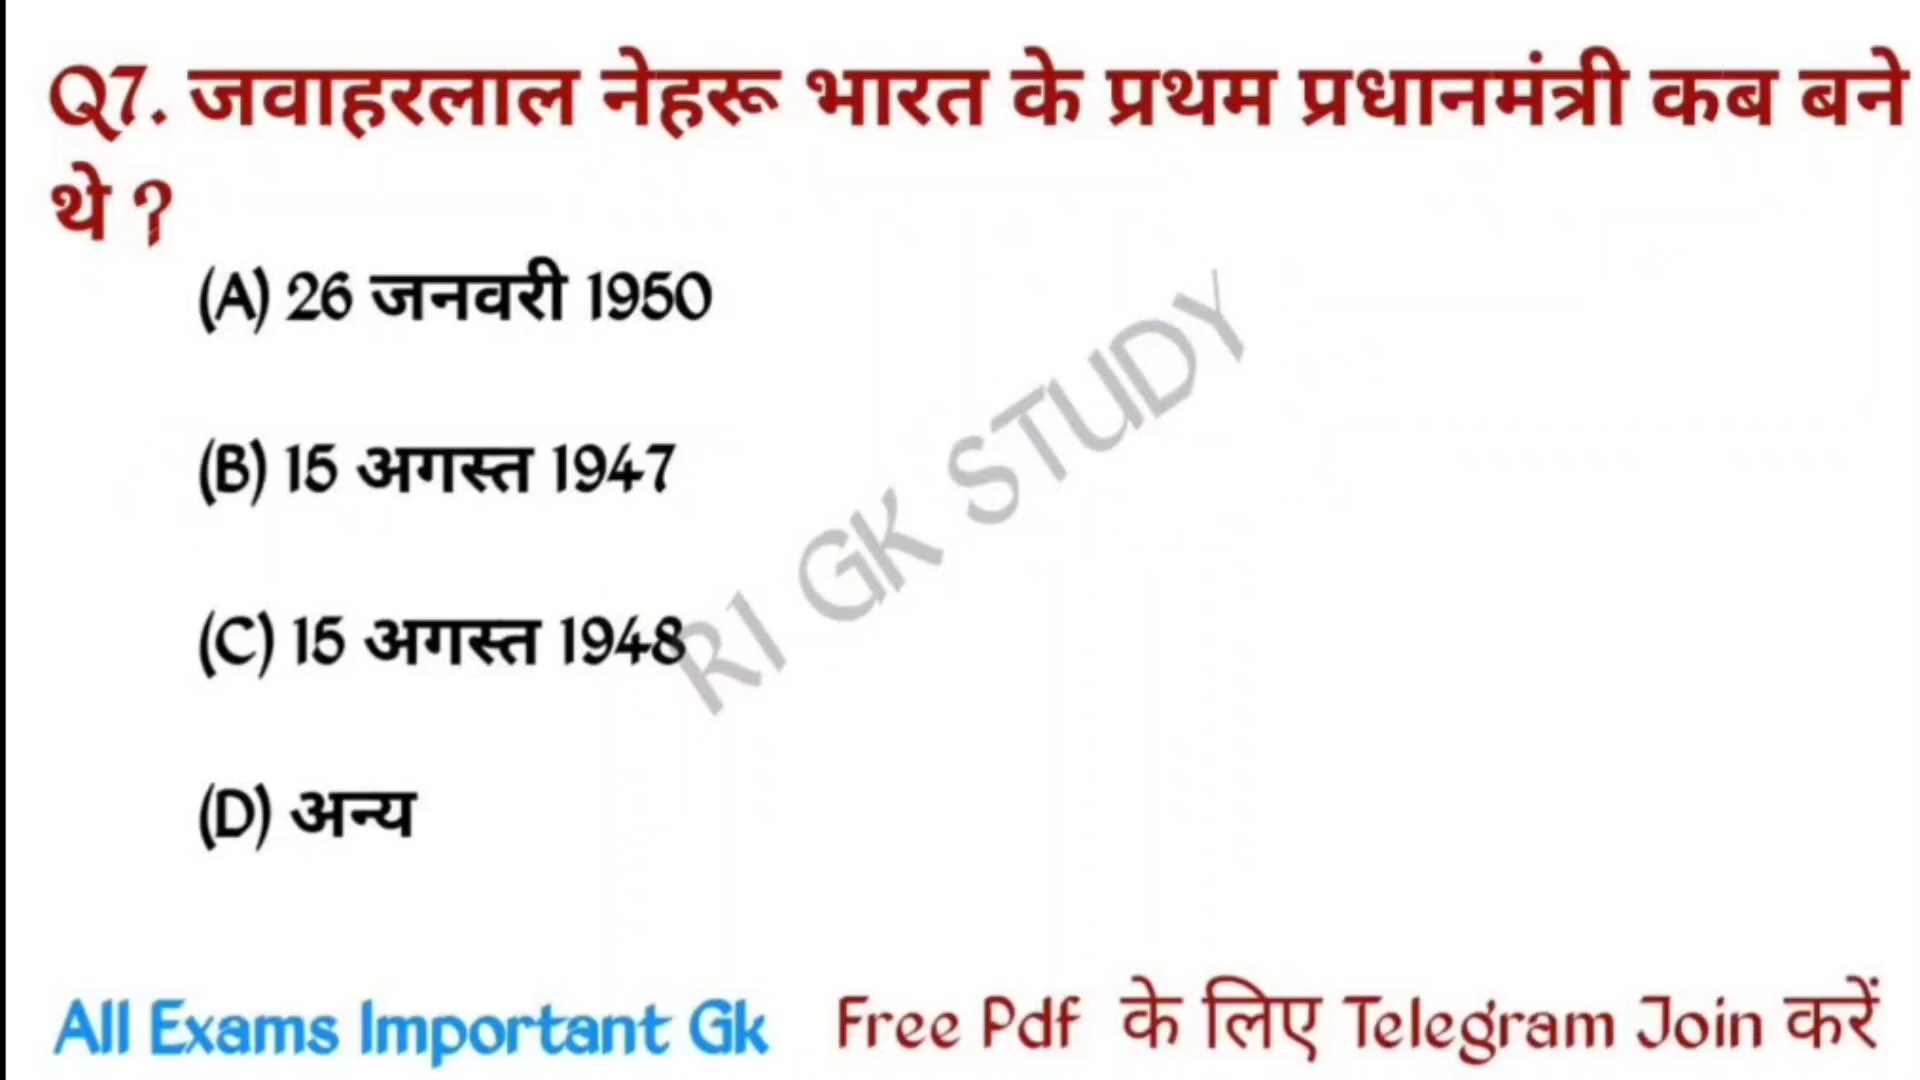 Q7. जवाहरलाल नेहरू भारत के प्रथम प्रधानमंत्री कब बने
थे ?
(A) 26 जनवरी 1950
(B) 15 अगस्त 1947
(C) 15 अगस्त 1948
(D) अन्य
RI GK STUDY
All Exams Important Gk Free Pdf के लिए Telegram Join करें